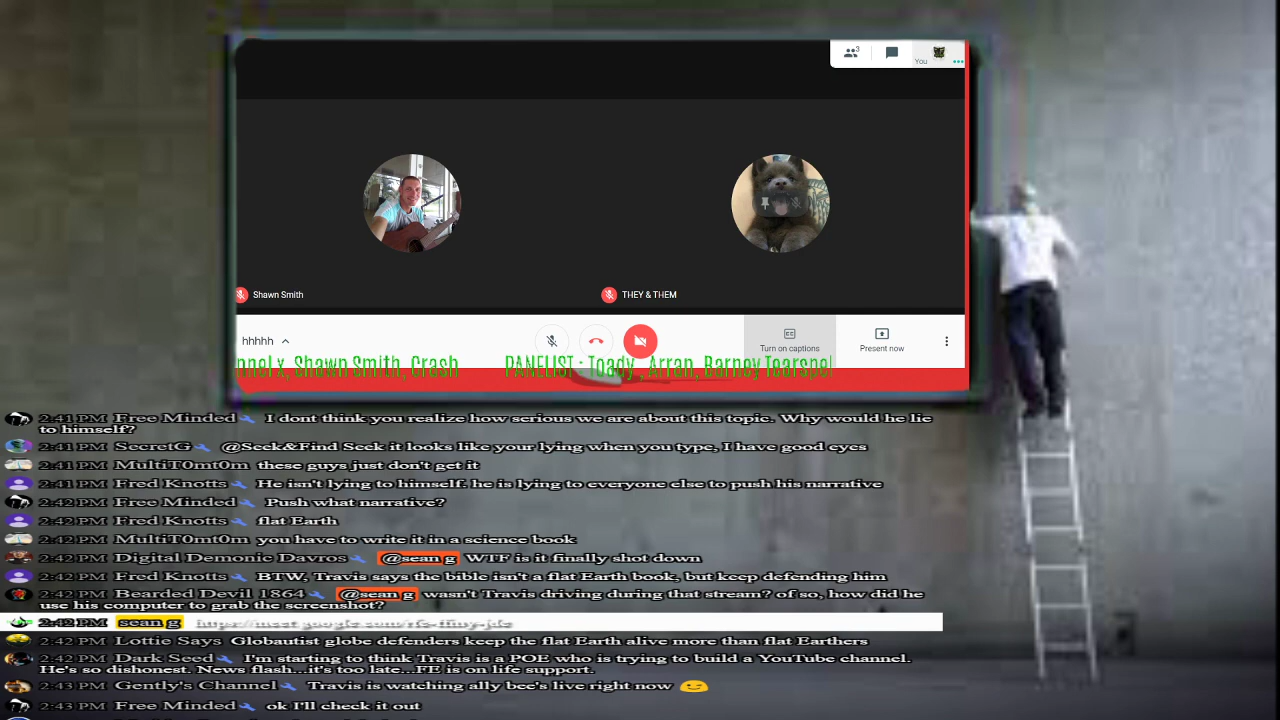 3
You
Shawn Smith
THEY & THEM
hhhhh
Turn on captions
Present now
nnel x, Shawn Smith, Crash PANELIST : Toady , Arran, Barney Tearspel
2:41 PM Free Minded I dont think you realize how serious we are about this topic. Why would he lie
to himself?
2:41 PM SecretG @Seek&Find Seek it looks like your lying when you type, I have good eyes
2:41 PM MultiT0mt0m these guys just don't get it
2:41 PM Fred Knotts He isn't lying to himself. he is lying to everyone else to push his narrative
2:42 PM Free Minded Push what narrative?
2:42 PM Fred Knotts flat Earth
2:42 PM MultiT0mt0m you have to write it in a science book
2:42 PM Digital Demonic Davros @sean g WTF is it finally shot down
2:42 PM Fred Knotts BTW, Travis says the bible isn't a flat Earth book, but keep defending him
2:42 PM Bearded Devil 1864 @sean g wasn't Travis driving during that stream? of so, how did he
use his computer to grab the screenshot?
2:42 PM sean g
2:42 PM Lottie Says Globautist globe defenders keep the flat Earth alive more than flat Earthers
2:42 PM Dark Seed I'm starting to think Travis is a POE who is trying to build a YouTube channel.
He's so dishonest. News flash...it's too late...FE is on life support.
2:43 PM Gently's Channel Travis is watching ally bee's live right now
2:43 PM Free Minded ok I'll check it out